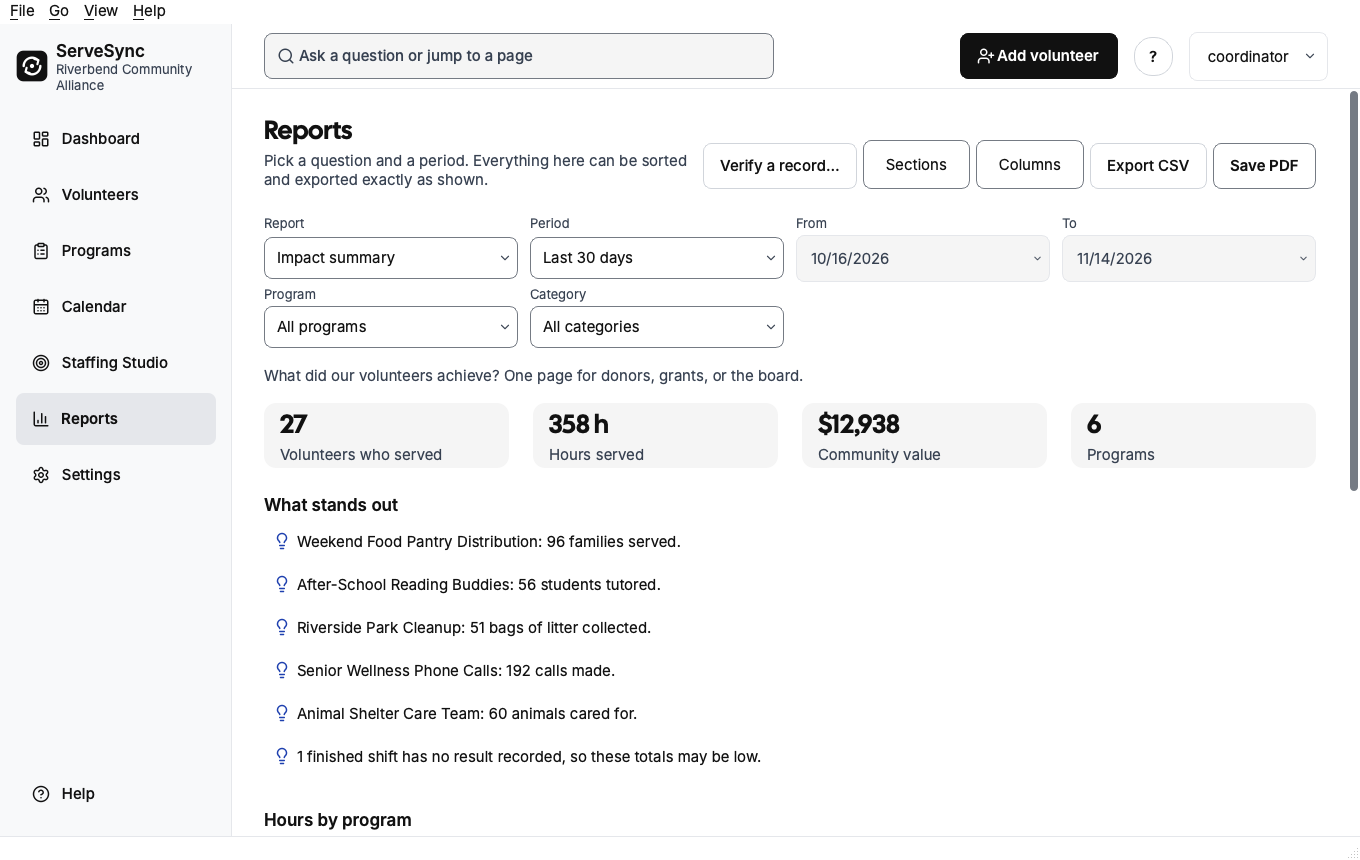 File Go View Help
ServeSync
Riverbend Community
Alliance
Ask a question or jump to a page
Add volunteer
?
coordinator
Dashboard
Volunteers
Programs
Calendar
Staffing Studio
Reports
Settings
Help
Reports
Pick a question and a period. Everything here can be sorted
and exported exactly as shown.
Verify a record...
Sections
Columns
Export CSV
Save PDF
Report
Period
From
To
Impact summary
Last 30 days
10/16/2026
11/14/2026
Program
Category
All programs
All categories
What did our volunteers achieve? One page for donors, grants, or the board.
27
Volunteers who served
358 h
Hours served
$12,938
Community value
6
Programs
What stands out
Weekend Food Pantry Distribution: 96 families served.
After-School Reading Buddies: 56 students tutored.
Riverside Park Cleanup: 51 bags of litter collected.
Senior Wellness Phone Calls: 192 calls made.
Animal Shelter Care Team: 60 animals cared for.
1 finished shift has no result recorded, so these totals may be low.
Hours by program